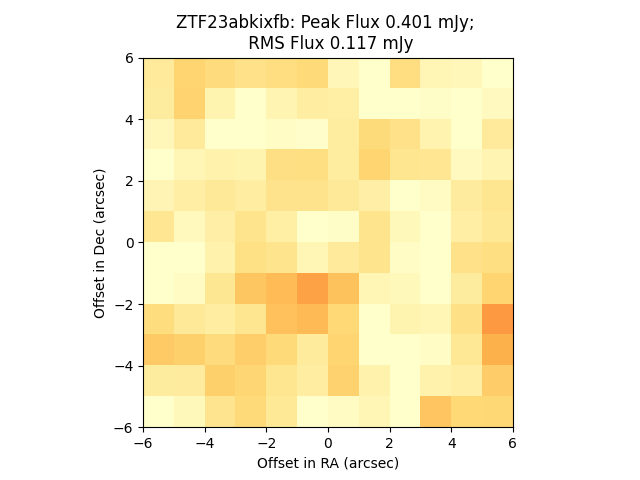 ZTF23abkixfb: Peak Flux 0.401 mJy;
RMS Flux 0.117 mJy
6
4
2
0
−2
−4
−6
Offset in Dec (arcsec)
−6 −4 −2 0 2 4 6
Offset in RA (arcsec)